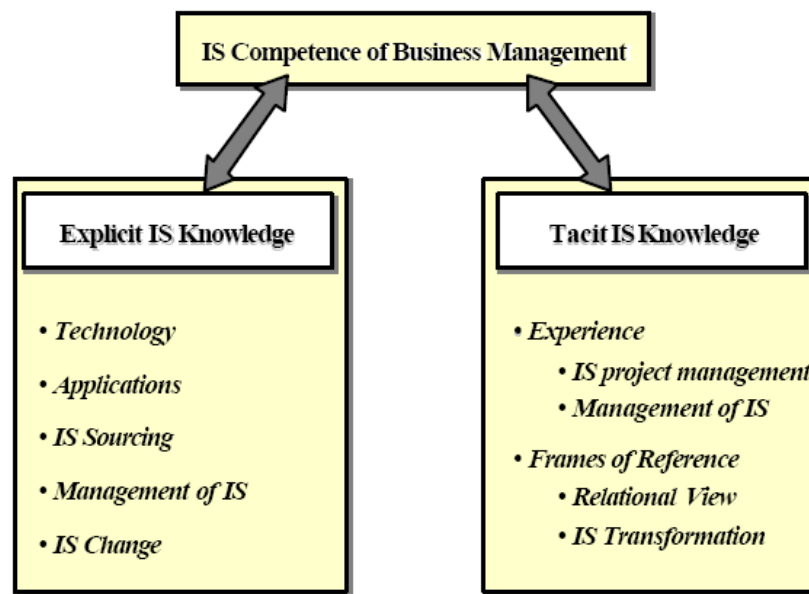 IS Competence of Business Management
Explicit IS Knowledge
• Technology
• Applications
• IS Sourcing
• Management of IS
• IS Change
Tacit IS Knowledge
• Experience
• IS project management
• Management of IS
• Frames of Reference
• Relational View
• IS Transformation